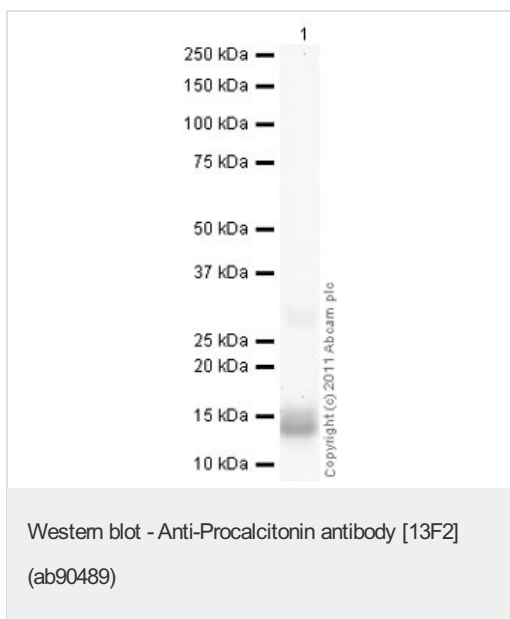 1
250 kDa
150 kDa
100 kDa
75 kDa
50 kDa
37 kDa
25 kDa
20 kDa
15 kDa
10 kDa
Copyright (c) 2011 Abcam plc
Western blot - Anti-Procalcitonin antibody [13F2]
(ab90489)